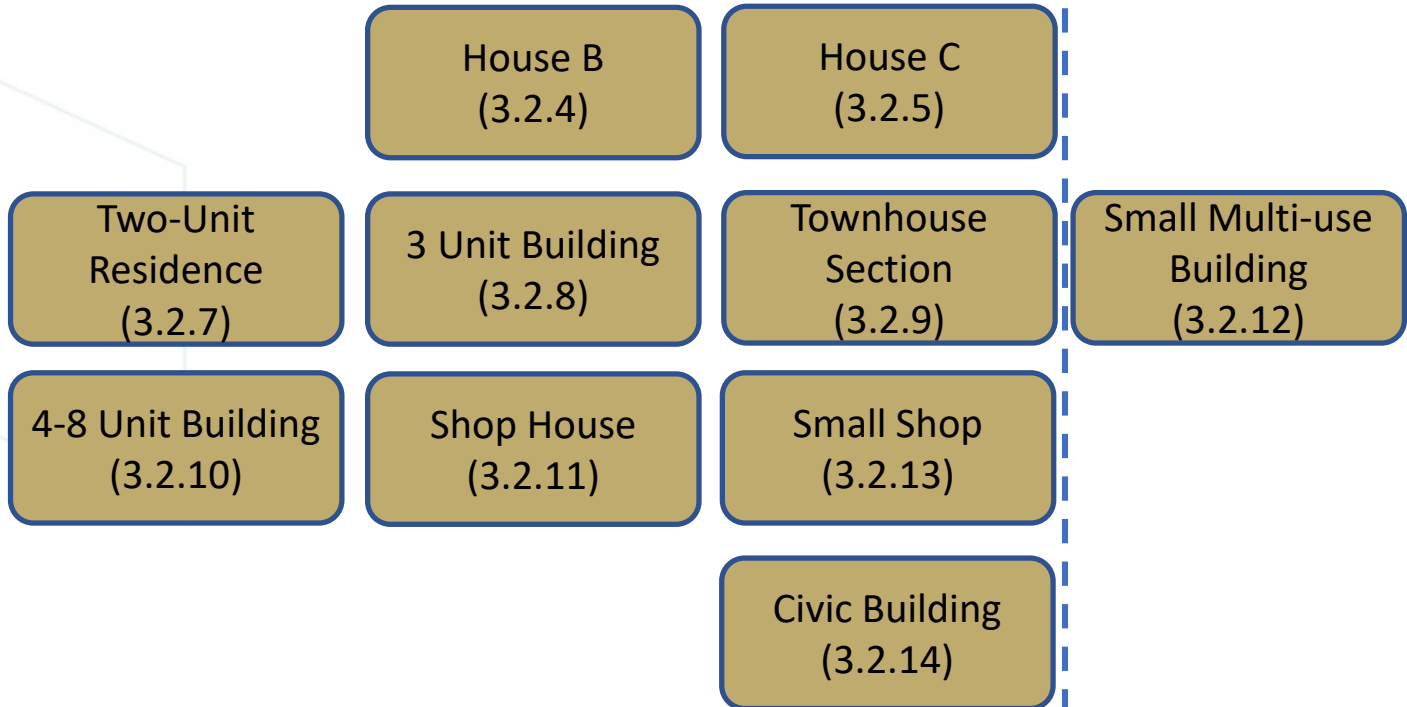 House B
(3.2.4)
House C
(3.2.5)
Two-Unit
Residence
(3.2.7)
3 Unit Building
(3.2.8)
Townhouse
Section
(3.2.9)
Small Multi-use
Building
(3.2.12)
4-8 Unit Building
(3.2.10)
Shop House
(3.2.11)
Small Shop
(3.2.13)
Civic Building
(3.2.14)